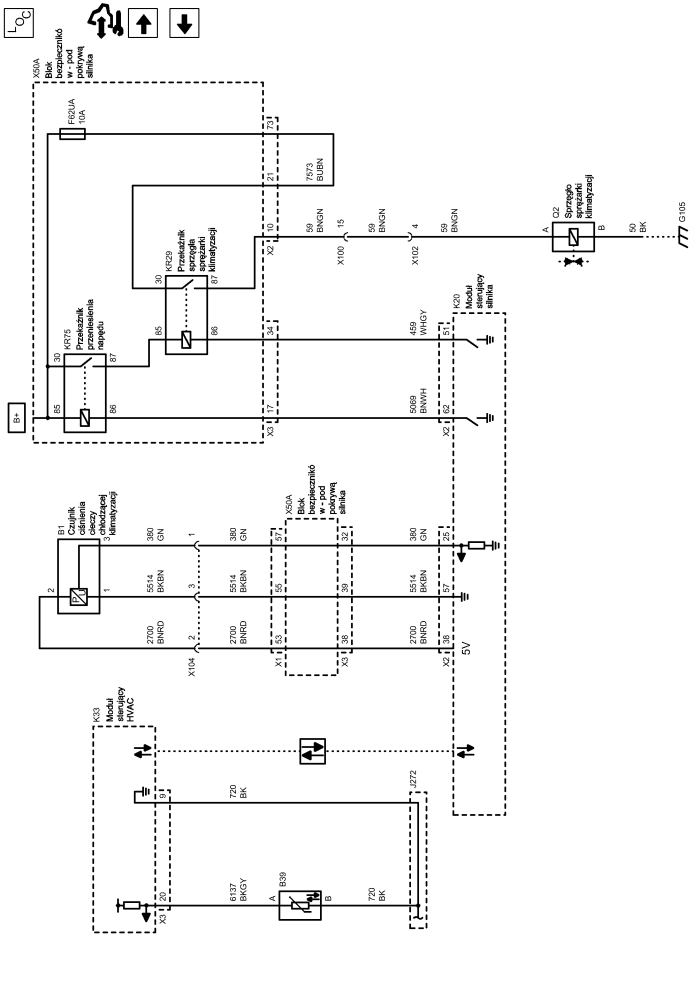 LOC
X50A
Blok
bezpiecznikó
w - pod
pokrywą
silnika
F62UA
10A
73
7573
BUBN
21
X2
10
59
BNGN
15
X100
59
BNGN
4
X102
59
BNGN
A
Q2
Sprzęgło
sprężarki
klimatyzacji
B
50
BK
G105
KR29
Przekaźnik
sprzęgła
sprężarki
klimatyzacji
30
87
85
86
34
459
WHGY
51
K20
Moduł
sterujący
silnika
B+
KR75
Przekaźnik
przeniesienia
napędu
30
87
85
86
X3
17
5069
BNWH
X2
62
B1
Czujnik
ciśnienia
cieczy
chłodzącej
klimatyzacji
2
P
U
3
1
380
GN
1
380
GN
57
X50A
Blok
bezpiecznikó
w - pod
pokrywą
silnika
32
380
GN
25
5514
BKBN
3
5514
BKBN
55
39
5514
BKBN
57
2700
BNRD
2
X104
2700
BNRD
X1
53
X3
38
2700
BNRD
X2
38
5V
K33
Moduł
sterujący
HVAC
9
720
BK
J272
X3
20
6137
BKGY
A
B39
B
720
BK